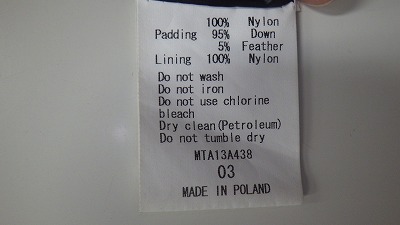 100% Nylon
Padding 95% Down
5% Feather
Lining 100% Nylon
Do not wash
Do not iron
Do not use chlorine
bleach
Dry clean(Petroleum)
Do not tumble dry
MTA13A438
03
MADE IN POLAND